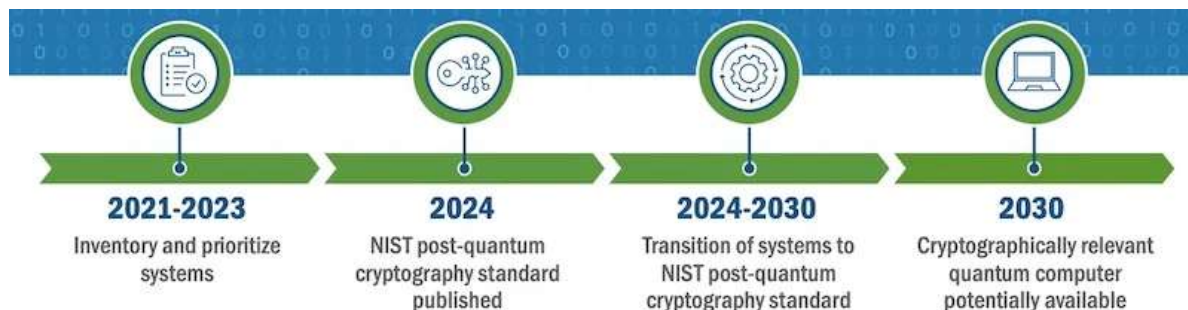 2021-2023
Inventory and prioritize
systems
2024
NIST post-quantum
cryptography standard
published
2024-2030
Transition of systems to
NIST post-quantum
cryptography standard
2030
Cryptographically relevant
quantum computer
potentially available